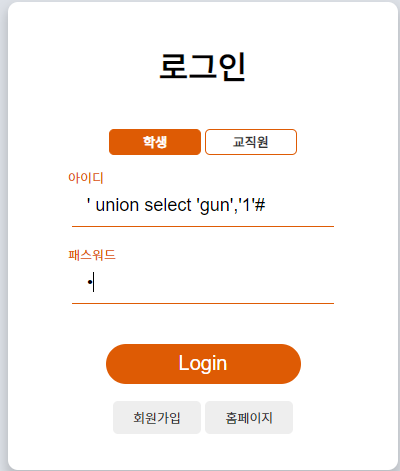 로그인
학생 교직원
아이디
' union select 'gun','1'#
패스워드
•
Login
회원가입 홈페이지